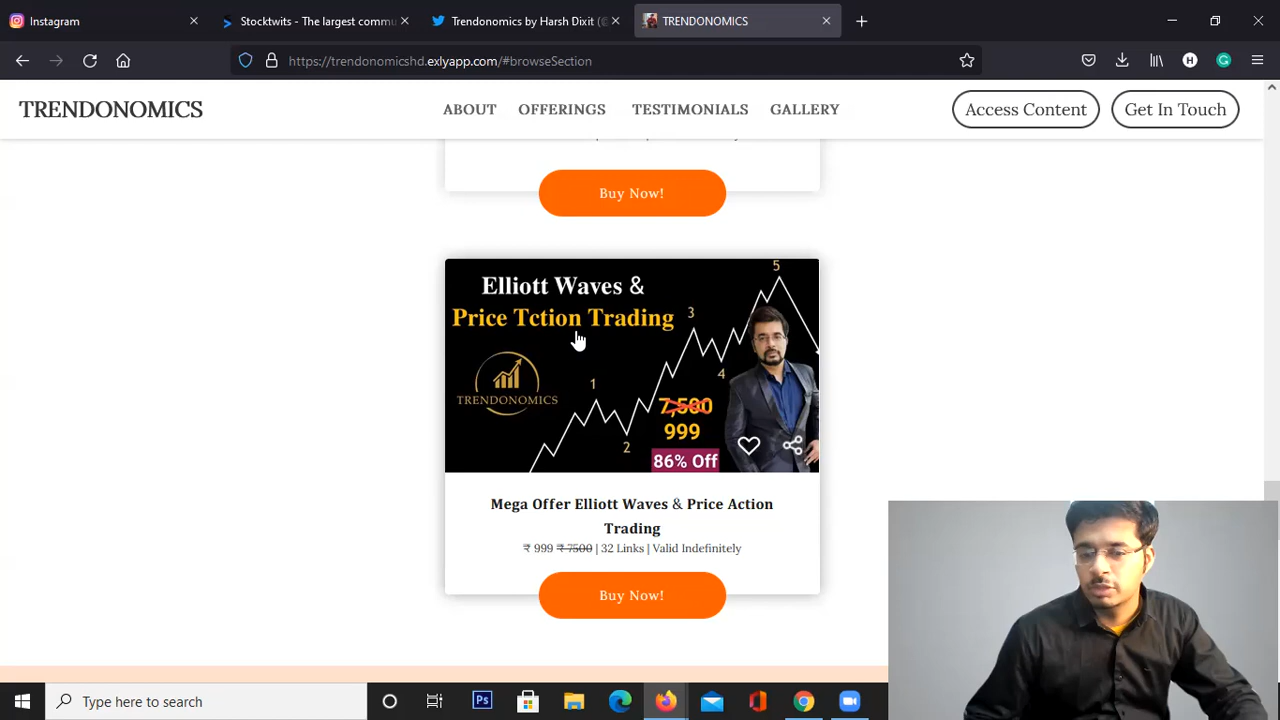 Instagram
Stocktwits - The largest commu
Trendonomics by Harsh Dixit (@
TRENDONOMICS
https://trendonomicshd.exlyapp.com/#browseSection
TRENDONOMICS
ABOUT
OFFERINGS
TESTIMONIALS
GALLERY
Access Content
Get In Touch
Buy Now!
Elliott Waves &
Price Tction Trading
TRENDONOMICS
1
2
3
4
5
7,500
999
86% Off
Mega Offer Elliott Waves & Price Action
Trading
₹ 999 ₹ 7500 | 32 Links | Valid Indefinitely
Buy Now!
Type here to search
Ps